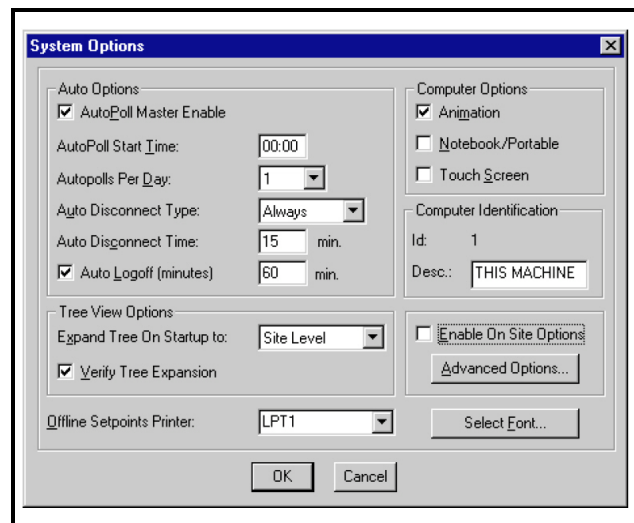 System Options
Auto Options
AutoPoll Master Enable
AutoPoll Start Time: 00:00
Autopolls Per Day: 1
Auto Disconnect Type: Always
Auto Disconnect Time: 15 min.
Auto Logoff (minutes) 60 min.
Tree View Options
Expand Tree On Startup to: Site Level
Verify Tree Expansion
Offline Setpoints Printer: LPT1
Computer Options
Animation
Notebook/Portable
Touch Screen
Computer Identification
Id: 1
Desc.: THIS MACHINE
Enable On Site Options
Advanced Options...
Select Font...
OK Cancel